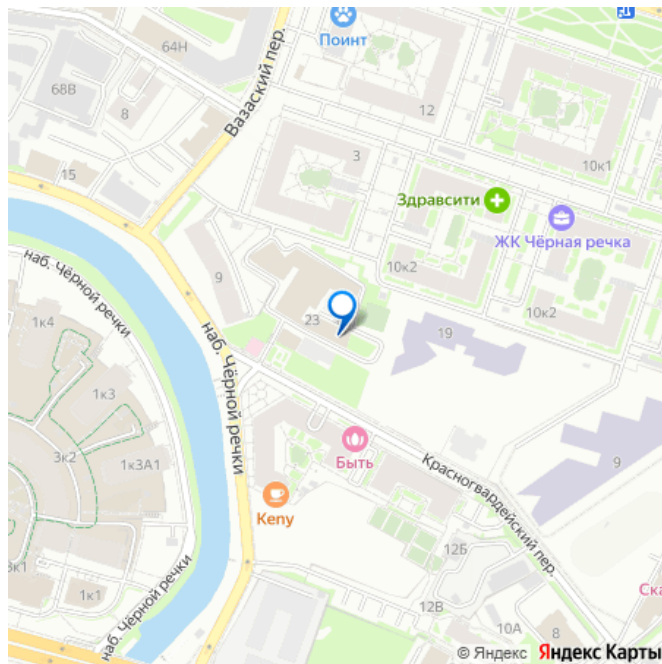 64Н
Поинт
68В
8
Вазаский пер.
12
3
10к1
15
Здравсити
ЖК Чёрная речка
наб. Чёрной речки
9
10к2
10к2
1к4
23
19
наб. Чёрной речки
1к3
3к2
1к3А1
Быть
Красногвардейский пер.
9
Keny
12Б
наб. Чёрной речки
1к1
12В
10А
8
© Яндекс Яндекс Карты